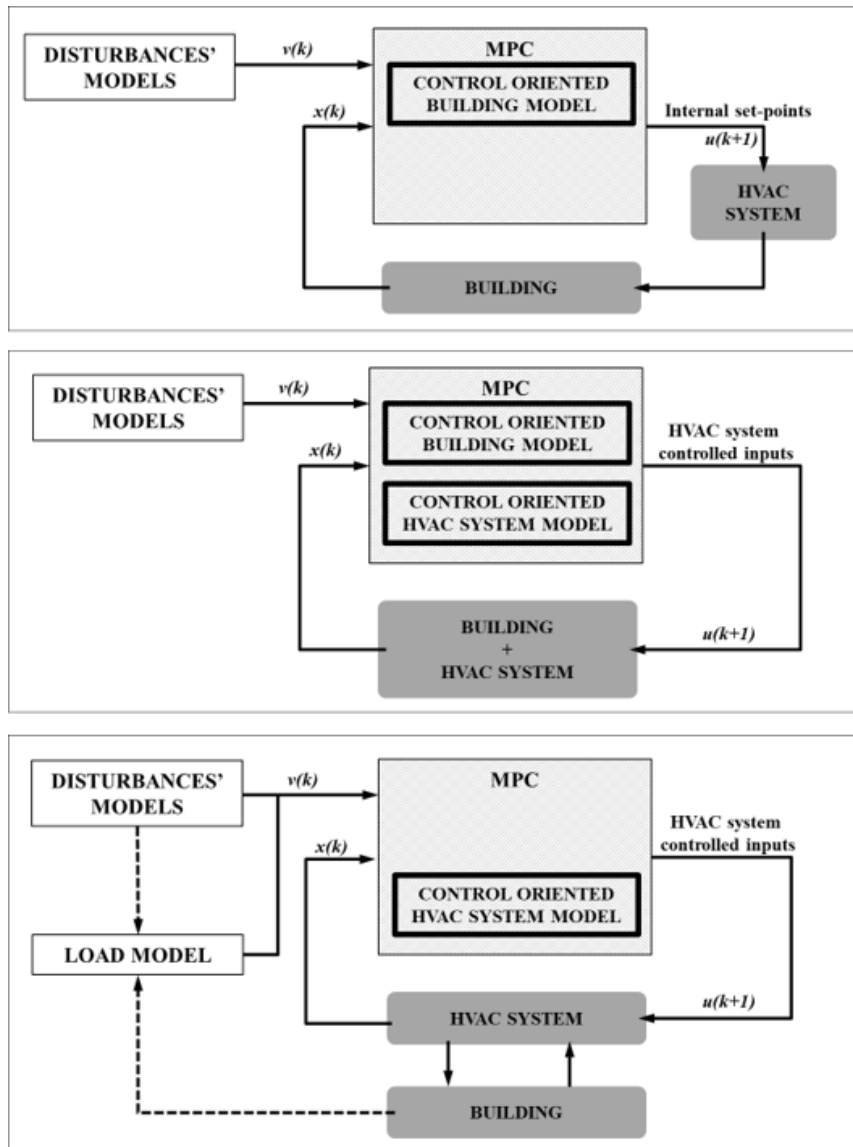 DISTURBANCES'
MODELS
v(k)
x(k)
MPC
CONTROL ORIENTED
BUILDING MODEL
Internal set-points
u(k+1)
HVAC
SYSTEM
BUILDING
DISTURBANCES'
MODELS
v(k)
x(k)
MPC
CONTROL ORIENTED
BUILDING MODEL
CONTROL ORIENTED
HVAC SYSTEM MODEL
HVAC system
controlled inputs
BUILDING
+
HVAC SYSTEM
u(k+1)
DISTURBANCES'
MODELS
v(k)
x(k)
MPC
CONTROL ORIENTED
HVAC SYSTEM MODEL
HVAC system
controlled inputs
LOAD MODEL
HVAC SYSTEM
u(k+1)
BUILDING